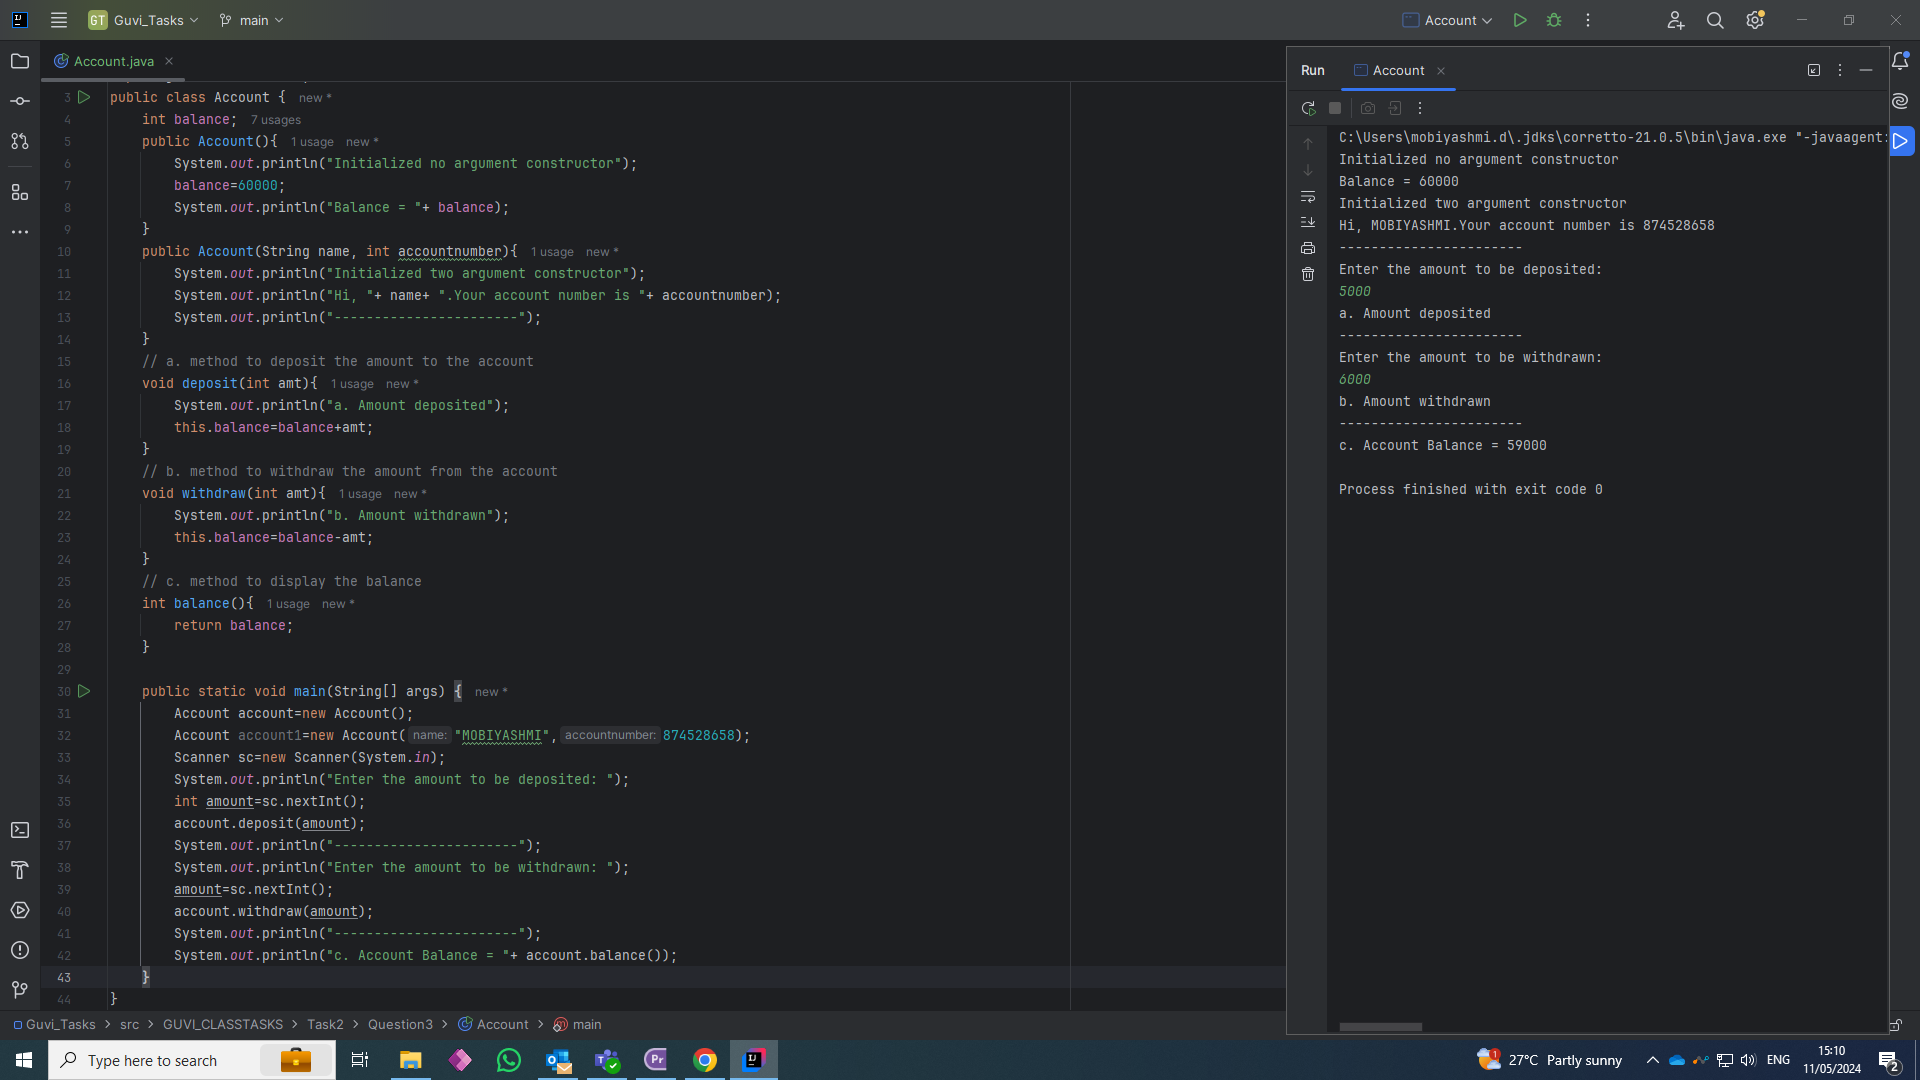 GT Guvi_Tasks main Account
Account.java
3 public class Account { new *
4 int balance; 7 usages
5 public Account(){ 1 usage new *
6 System.out.println("Initialized no argument constructor");
7 balance=60000;
8 System.out.println("Balance = "+ balance);
9 }
10 public Account(String name, int accountnumber){ 1 usage new *
11 System.out.println("Initialized two argument constructor");
12 System.out.println("Hi, "+ name+ ".Your account number is "+ accountnumber);
13 System.out.println("-----------------------");
14 }
15 // a. method to deposit the amount to the account
16 void deposit(int amt){ 1 usage new *
17 System.out.println("a. Amount deposited");
18 this.balance=balance+amt;
19 }
20 // b. method to withdraw the amount from the account
21 void withdraw(int amt){ 1 usage new *
22 System.out.println("b. Amount withdrawn");
23 this.balance=balance-amt;
24 }
25 // c. method to display the balance
26 int balance(){ 1 usage new *
27 return balance;
28 }
29
30 public static void main(String[] args) { new *
31 Account account=new Account();
32 Account account1=new Account( name: "MOBIYASHMI", accountnumber: 874528658);
33 Scanner sc=new Scanner(System.in);
34 System.out.println("Enter the amount to be deposited: ");
35 int amount=sc.nextInt();
36 account.deposit(amount);
37 System.out.println("-----------------------");
38 System.out.println("Enter the amount to be withdrawn: ");
39 amount=sc.nextInt();
40 account.withdraw(amount);
41 System.out.println("-----------------------");
42 System.out.println("c. Account Balance = "+ account.balance());
43 }
44 }
Run Account
C:\Users\mobiyashmi.d\.jdks\corretto-21.0.5\bin\java.exe "-javaagent:
Initialized no argument constructor
Balance = 60000
Initialized two argument constructor
Hi, MOBIYASHMI.Your account number is 874528658
-----------------------
Enter the amount to be deposited:
5000
a. Amount deposited
-----------------------
Enter the amount to be withdrawn:
6000
b. Amount withdrawn
-----------------------
c. Account Balance = 59000
Process finished with exit code 0
Guvi_Tasks > src > GUVI_CLASSTASKS > Task2 > Question3 > Account > main
Type here to search
27°C Partly sunny
ENG
15:10
11/05/2024
2